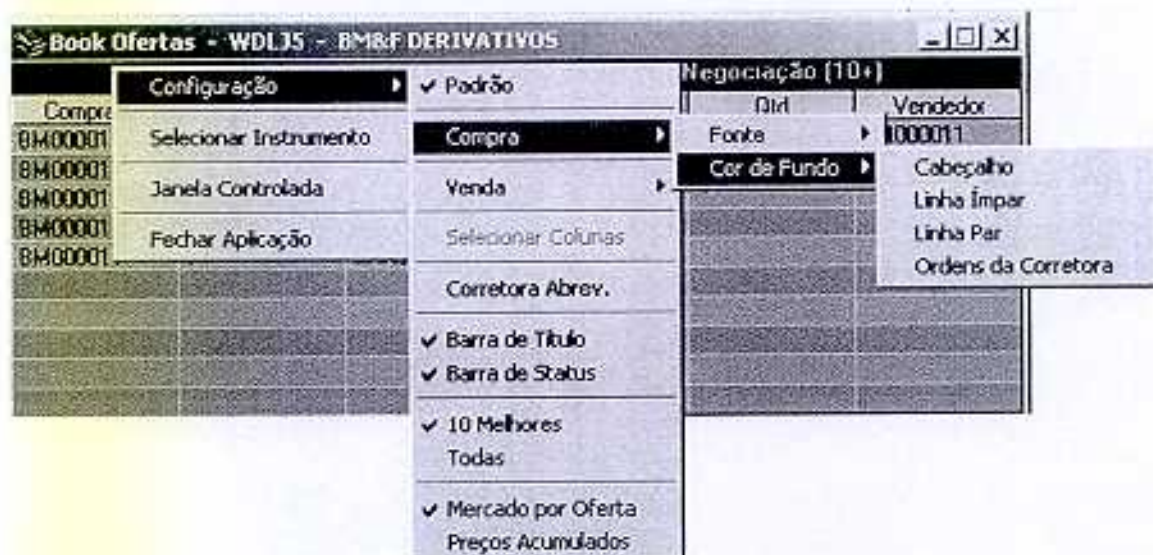 Book Ofertas - WDLJ5 - BM&F DERIVATIVOS
Negociação (10+)
Compra
Qtd
Vendedor
BM00001
BM00001
BM00001
BM00001
BM00001
1000011
Configuração
Selecionar Instrumento
Janela Controlada
Fechar Aplicação
Padrão
Compra
Venda
Selecionar Colunas
Corretora Abrev.
Barra de Título
Barra de Status
10 Melhores
Todas
Mercado por Oferta
Preços Acumulados
Fonte
Cor de Fundo
Cabeçalho
Linha Ímpar
Linha Par
Ordens da Corretora